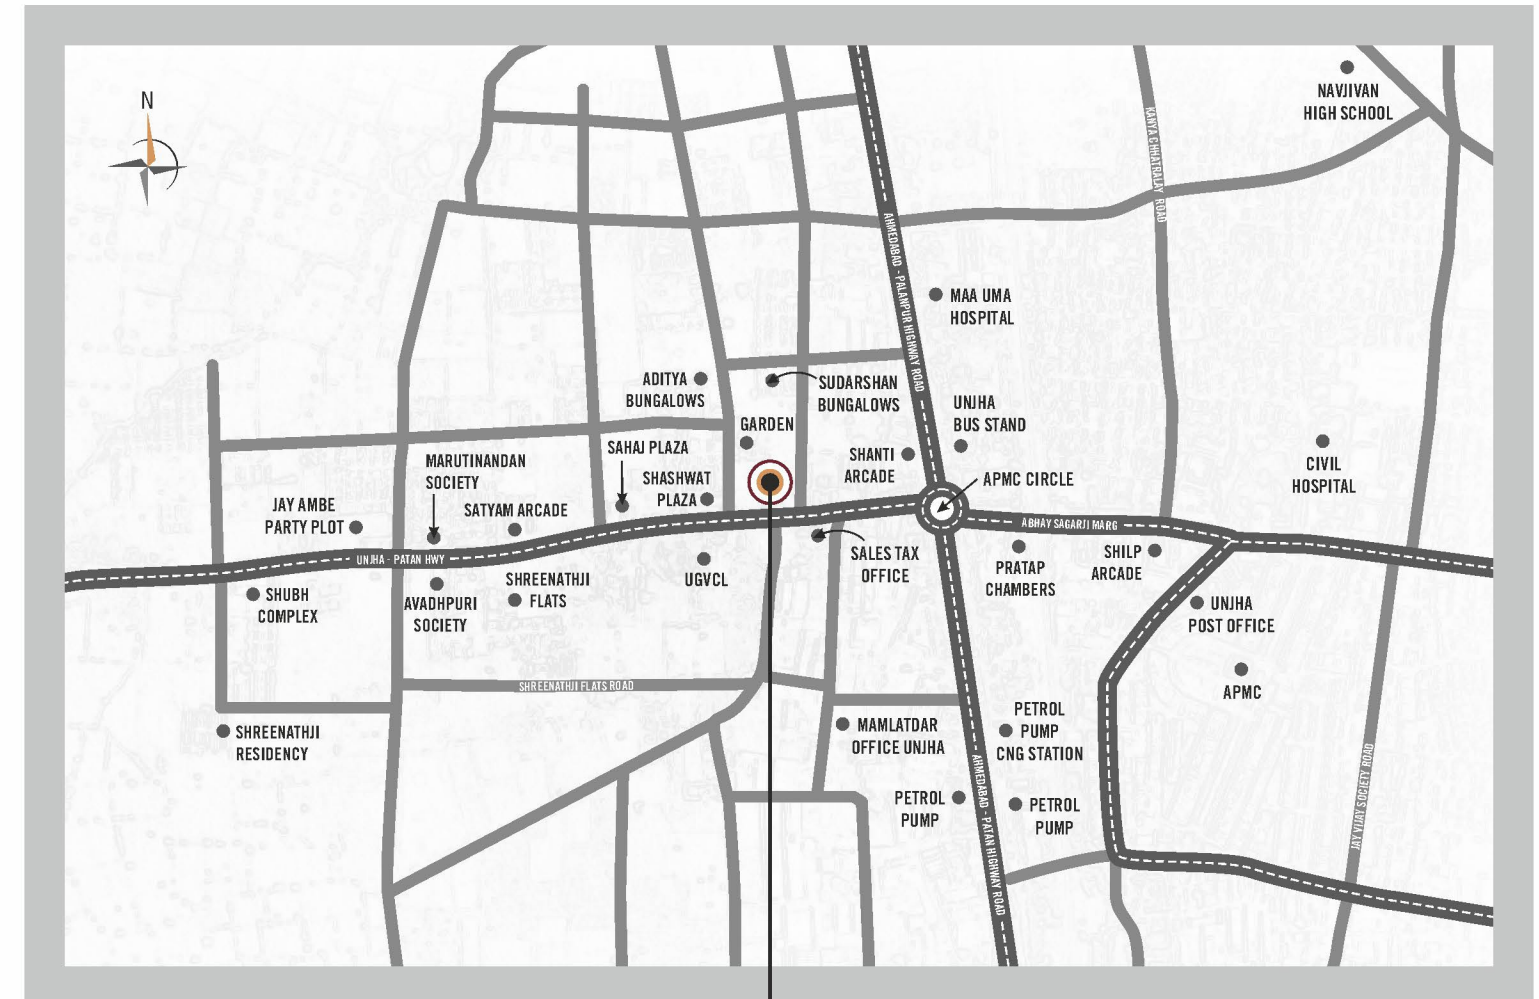 N
NAVJIVAN
HIGH SCHOOL
KANYA CHHATRALAY ROAD
AHMEDABAD - PALANPUR HIGHWAY ROAD
MAA UMA
HOSPITAL
ADITYA
BUNGALOWS
SUDARSHAN
BUNGALOWS
GARDEN
UNJHA
BUS STAND
SAHAJ PLAZA
MARUTINANDAN
SOCIETY
SHANTI
ARCADE
SHASHWAT
PLAZA
APMC CIRCLE
CIVIL
HOSPITAL
JAY AMBE
PARTY PLOT
SATYAM ARCADE
ABHAY SAGARJI MARG
UNJHA - PATAN HWY
SALES TAX
OFFICE
SHILP
ARCADE
PRATAP
CHAMBERS
UGVCL
SHREENATHJI
FLATS
SHUBH
COMPLEX
AVADHPURI
SOCIETY
UNJHA
POST OFFICE
SHREENATHJI FLATS ROAD
APMC
SHREENATHJI
RESIDENCY
MAMLATDAR
OFFICE UNJHA
PETROL
PUMP
CNG STATION
PETROL
PUMP
PETROL
PUMP
AHMEDABAD - PATAN HIGHWAY ROAD
JAY VIJAY SOCIETY ROAD